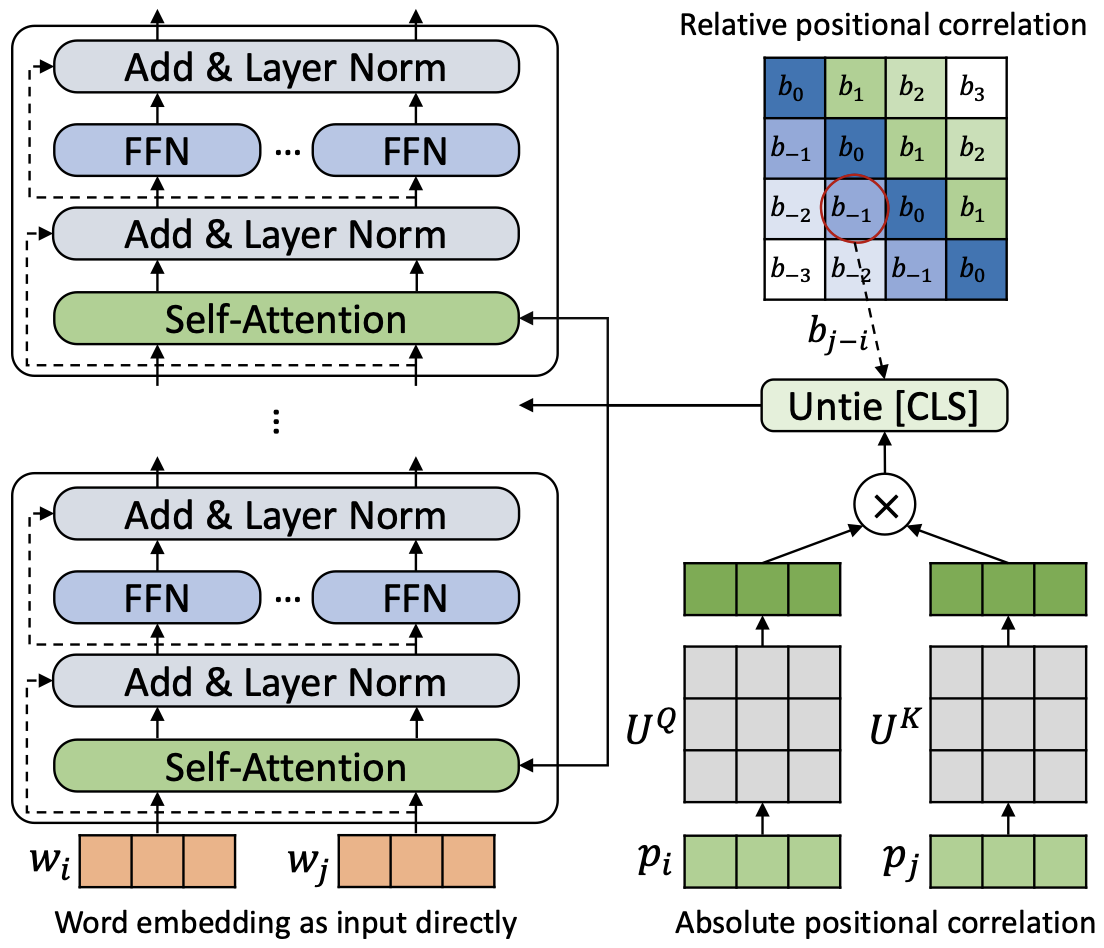 Add & Layer Norm
FFN ... FFN
Add & Layer Norm
Self-Attention
⋮
Add & Layer Norm
FFN ... FFN
Add & Layer Norm
Self-Attention
w_i w_j
Word embedding as input directly
Relative positional correlation
b_0 b_1 b_2 b_3
b_{-1} b_0 b_1 b_2
b_{-2} b_{-1} b_0 b_1
b_{-3} b_{-2} b_{-1} b_0
b_{j-i}
Untie [CLS]
×
U^Q U^K
p_i p_j
Absolute positional correlation